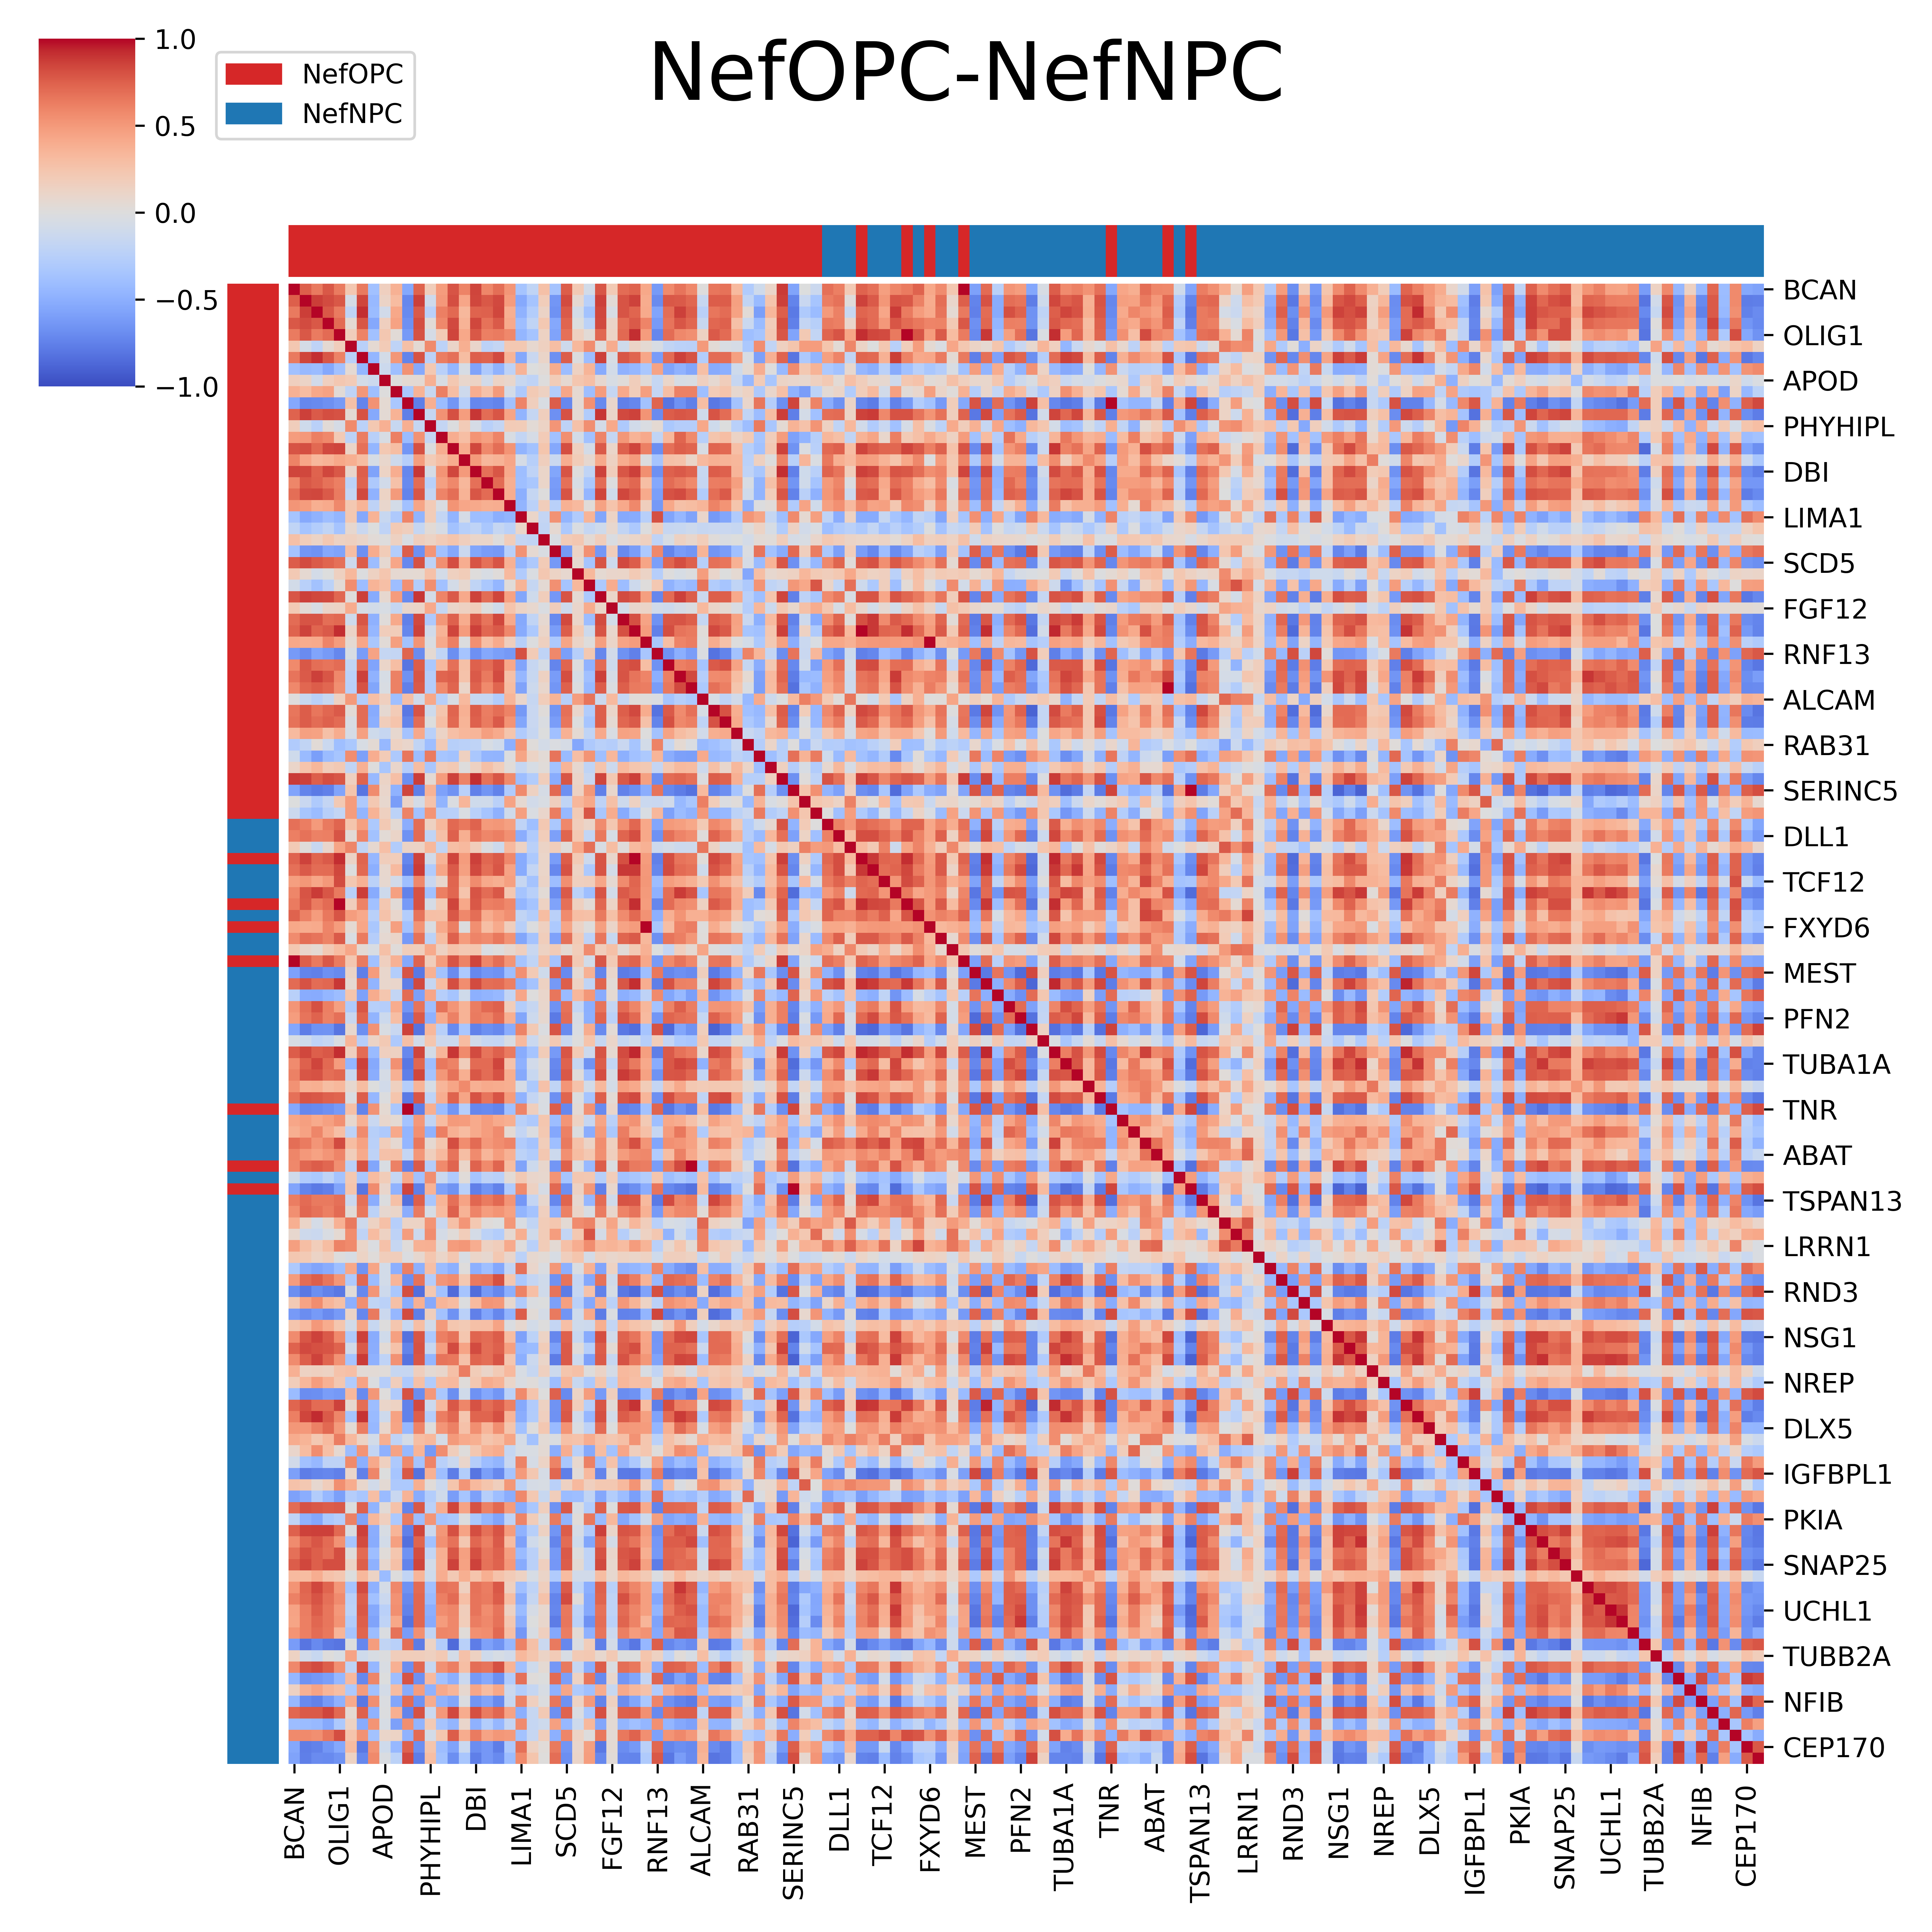 NefOPC-NefNPC
1.0
0.5
0.0
−0.5
−1.0
NefOPC
NefNPC
BCAN
OLIG1
APOD
PHYHIPL
DBI
LIMA1
SCD5
FGF12
RNF13
ALCAM
RAB31
SERINC5
DLL1
TCF12
FXYD6
MEST
PFN2
TUBA1A
TNR
ABAT
TSPAN13
LRRN1
RND3
NSG1
NREP
DLX5
IGFBPL1
PKIA
SNAP25
UCHL1
TUBB2A
NFIB
CEP170
BCAN
OLIG1
APOD
PHYHIPL
DBI
LIMA1
SCD5
FGF12
RNF13
ALCAM
RAB31
SERINC5
DLL1
TCF12
FXYD6
MEST
PFN2
TUBA1A
TNR
ABAT
TSPAN13
LRRN1
RND3
NSG1
NREP
DLX5
IGFBPL1
PKIA
SNAP25
UCHL1
TUBB2A
NFIB
CEP170